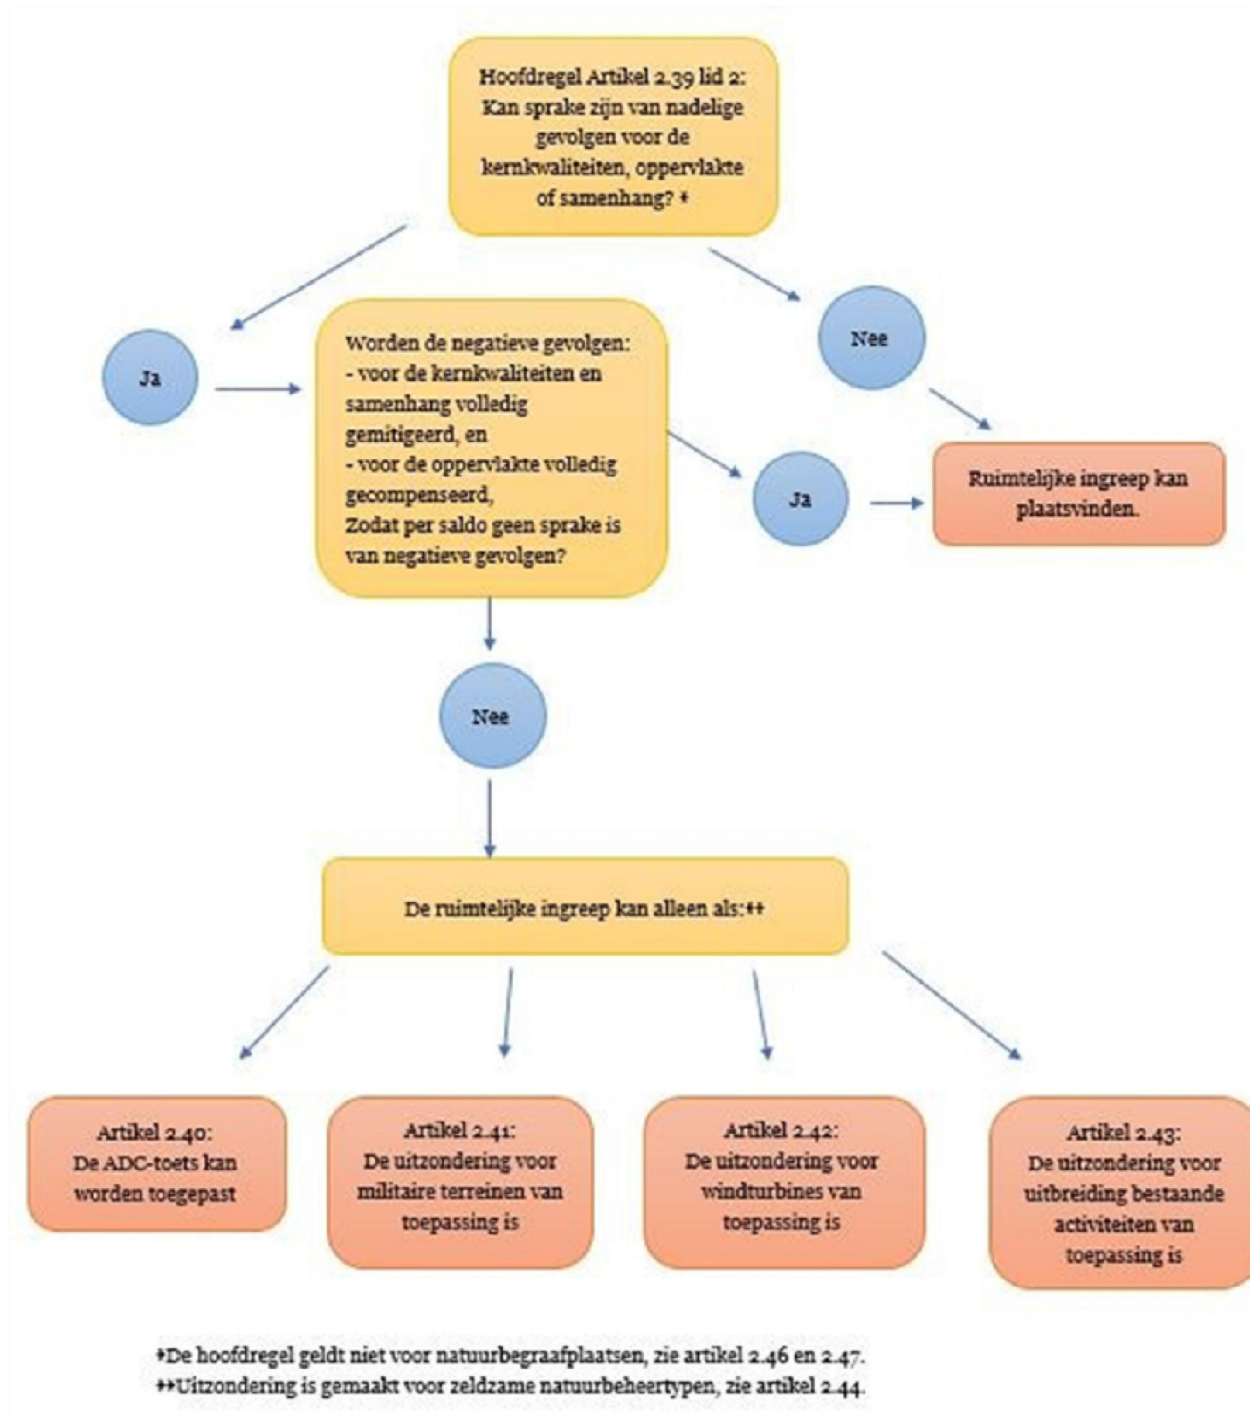 Hoofdregel Artikel 2.39 lid 2:
Kan sprake zijn van nadelige
gevolgen voor de
kernkwaliteiten, oppervlakte
of samenhang? *
Ja
Nee
Worden de negatieve gevolgen:
- voor de kernkwaliteiten en
samenhang volledig
gemitigeerd, en
- voor de oppervlakte volledig
gecompenseerd,
Zodat per saldo geen sprake is
van negatieve gevolgen?
Ja
Ruimtelijke ingreep kan
plaatsvinden.
Nee
De ruimtelijke ingreep kan alleen als:**
Artikel 2.40:
De ADC-toets kan
worden toegepast
Artikel 2.41:
De uitzondering voor
militaire terreinen van
toepassing is
Artikel 2.42:
De uitzondering voor
windturbines van
toepassing is
Artikel 2.43:
De uitzondering voor
uitbreiding bestaande
activiteiten van
toepassing is
*De hoofdregel geldt niet voor natuurbegraafplaatsen, zie artikel 2.46 en 2.47.
**Uitzondering is gemaakt voor zeldzame natuurbeheertypen, zie artikel 2.44.